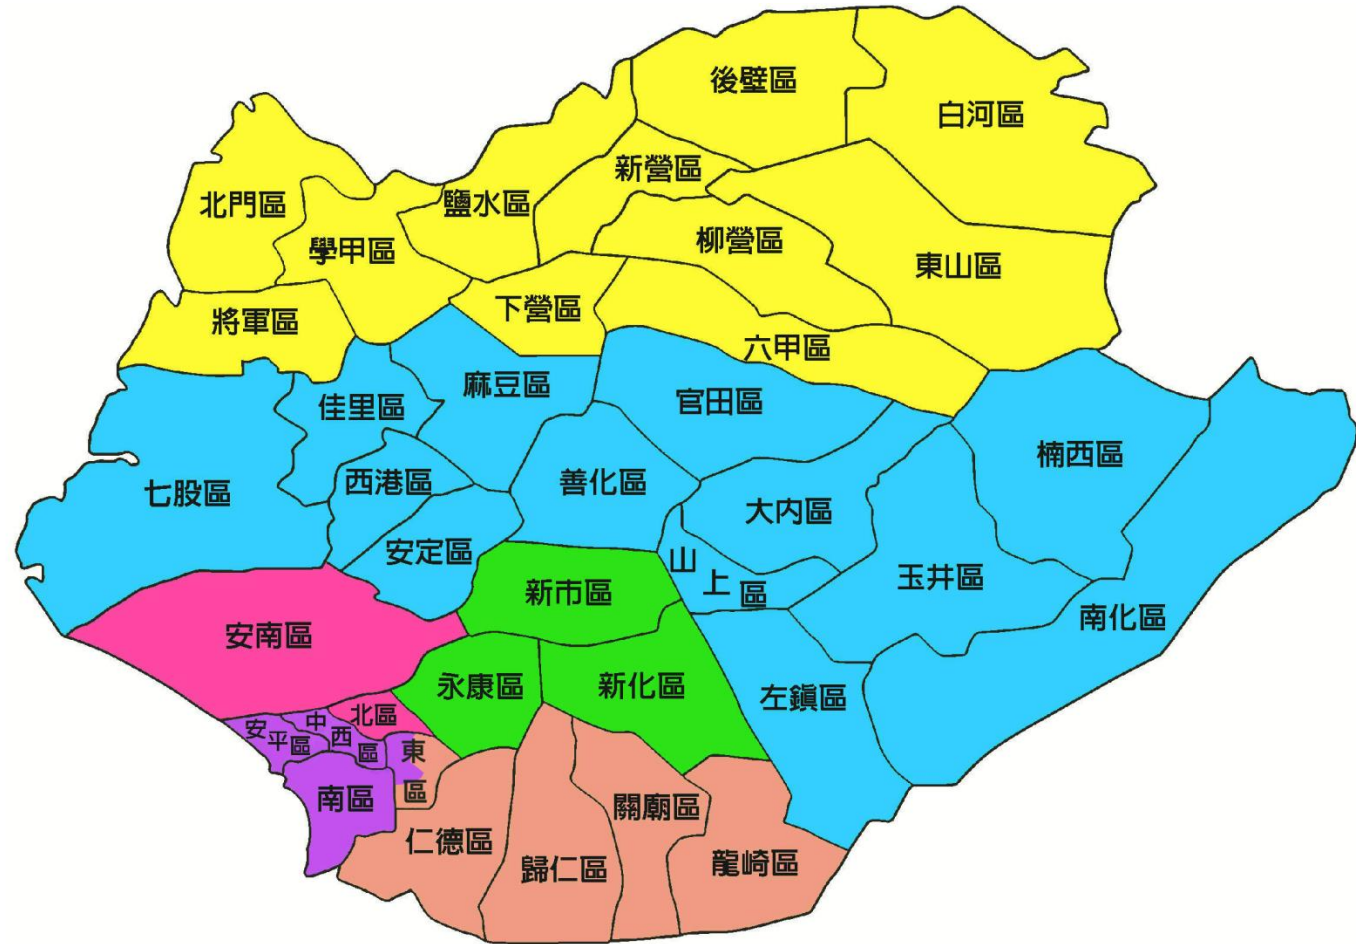 後壁區
白河區
新營區
北門區
鹽水區
學甲區
柳營區
東山區
將軍區
下營區
六甲區
麻豆區
佳里區
官田區
楠西區
七股區
西港區
善化區
大內區
安定區
山上區
新市區
玉井區
南化區
安南區
永康區
新化區
左鎮區
北區
中西區
安平區
東區
南區
關廟區
仁德區
歸仁區
龍崎區